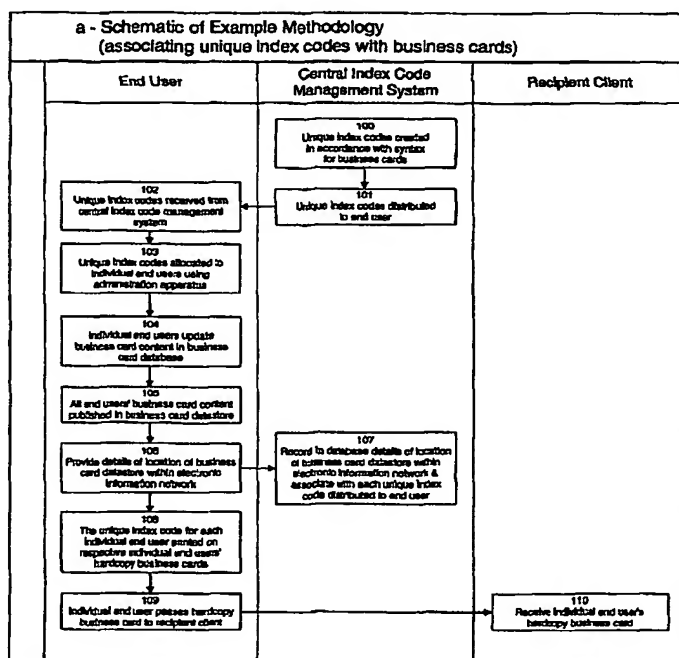 a - Schematic of Example Methodology
(associating unique index codes with business cards)
End User
Central Index Code
Management System
Recipient Client
100
Unique index codes created
in accordance with syntax
for business cards
101
Unique index codes distributed
to end user
102
Unique index codes received from
central index code management
system
103
Unique index codes allocated to
individual end users using
administration apparatus
104
Individual end users update
business card content in business
card database
105
All end users' business card content
published in business card datastore
106
Provide details of location of business
card datastore within electronic
information network
107
Record to database details of location
of business card datastore within
electronic information network &
associate with each unique index
code distributed to end user
108
The unique index code for each
individual end user printed on
respective individual end users'
hardcopy business cards
109
Individual end user passes hardcopy
business card to recipient client
110
Receive individual end user's
hardcopy business card